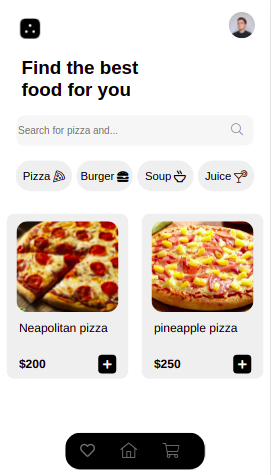 Find the best
food for you
Search for pizza and...
Pizza Burger Soup Juice
Neapolitan pizza pineapple pizza
$200 $250